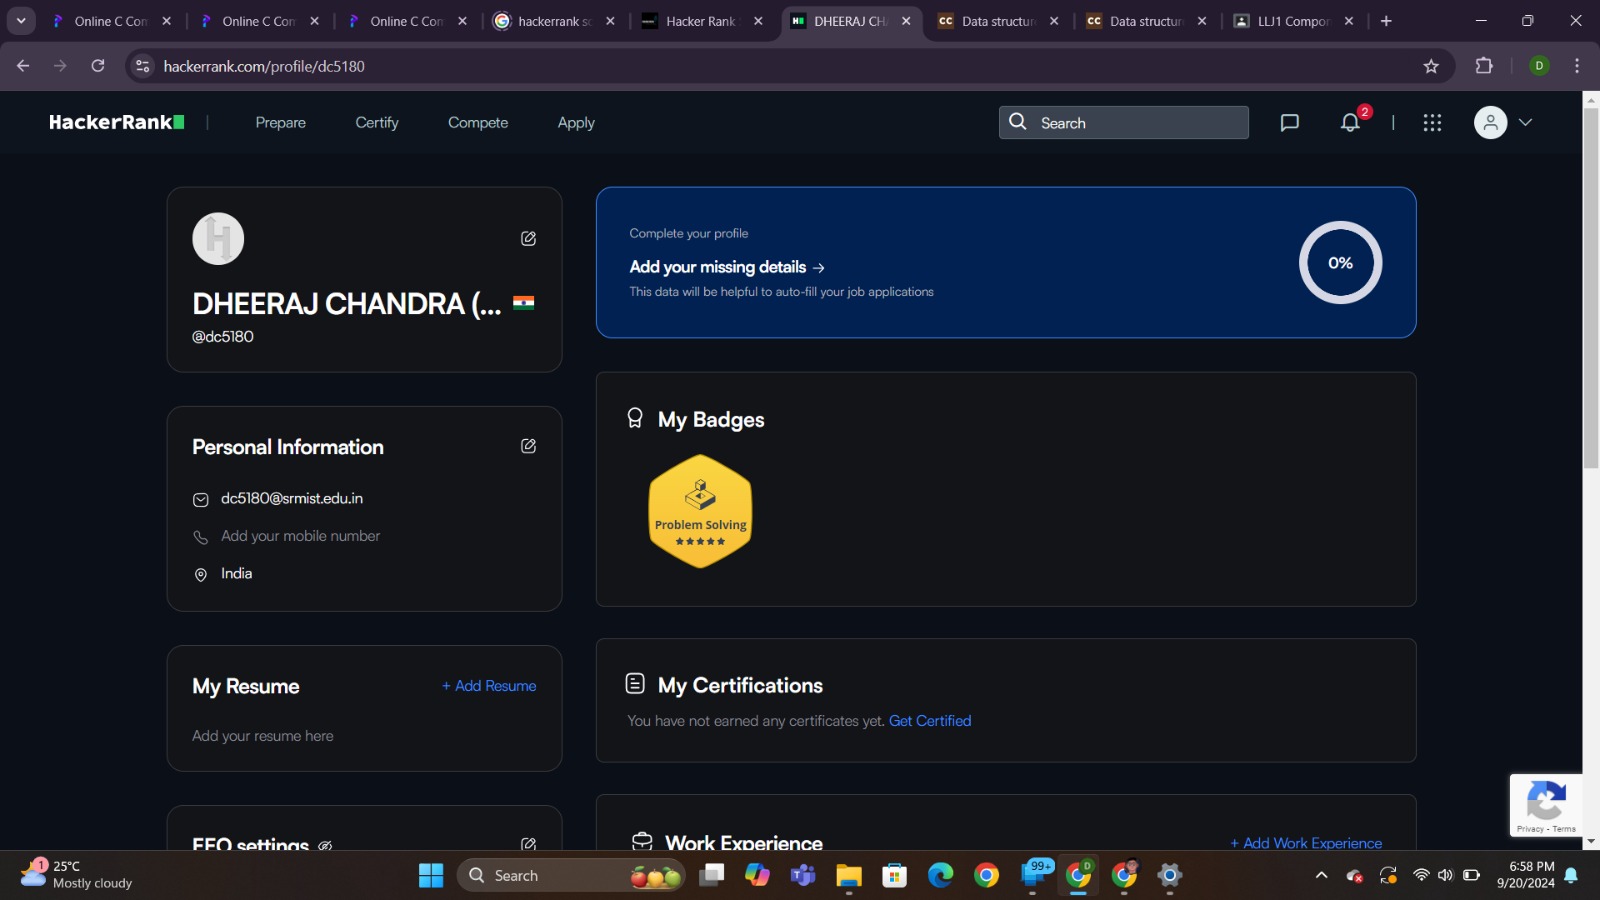 Online C Com
Online C Com
Online C Com
hackerrank so
Hacker Rank
DHEERAJ CH
Data structur
Data structur
LLJ1 Compon
hackerrank.com/profile/dc5180
D
HackerRank
Prepare
Certify
Compete
Apply
Search
2
DHEERAJ CHANDRA (...
@dc5180
Complete your profile
Add your missing details →
This data will be helpful to auto-fill your job applications
0%
Personal Information
dc5180@srmist.edu.in
Add your mobile number
India
My Badges
Problem Solving
★★★★★
My Resume
+ Add Resume
Add your resume here
My Certifications
You have not earned any certificates yet. Get Certified
EEO settings
Work Experience
+ Add Work Experience
Privacy - Terms
1
25°C
Mostly cloudy
Search
99+
D
6:58 PM
9/20/2024